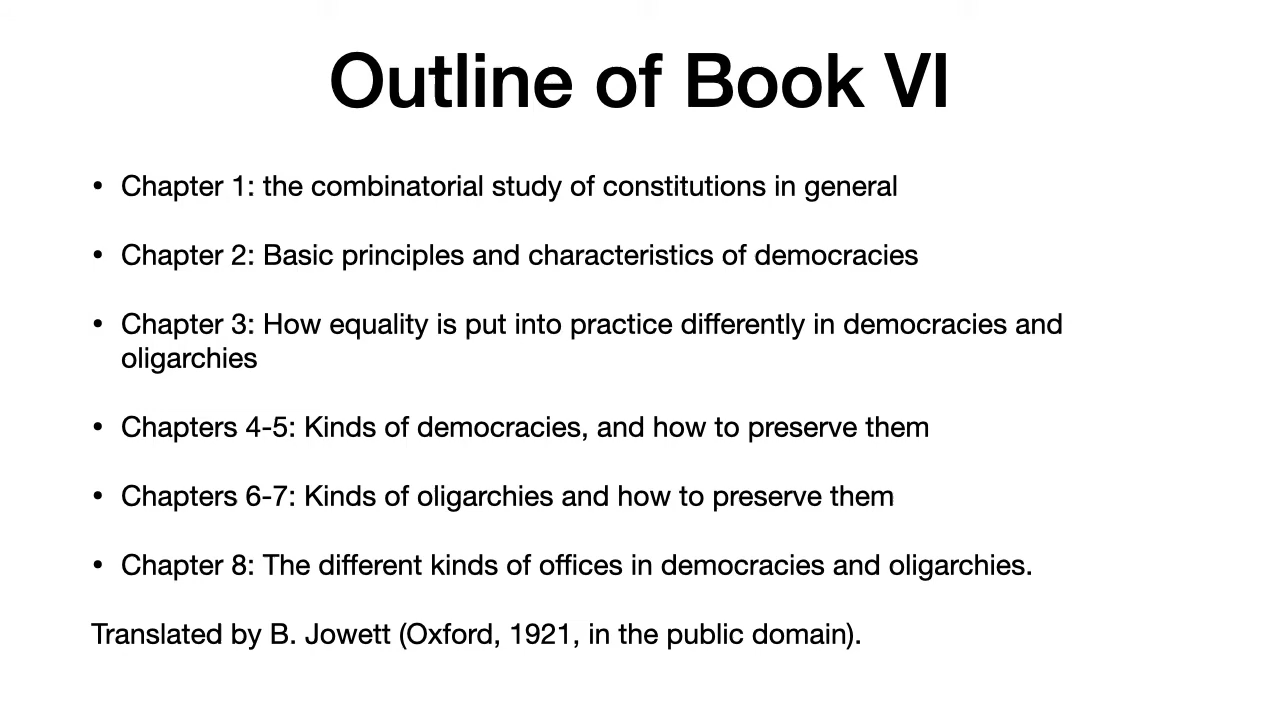 Outline of Book VI
• Chapter 1: the combinatorial study of constitutions in general
• Chapter 2: Basic principles and characteristics of democracies
• Chapter 3: How equality is put into practice differently in democracies and
oligarchies
• Chapters 4-5: Kinds of democracies, and how to preserve them
• Chapters 6-7: Kinds of oligarchies and how to preserve them
• Chapter 8: The different kinds of offices in democracies and oligarchies.
Translated by B. Jowett (Oxford, 1921, in the public domain).